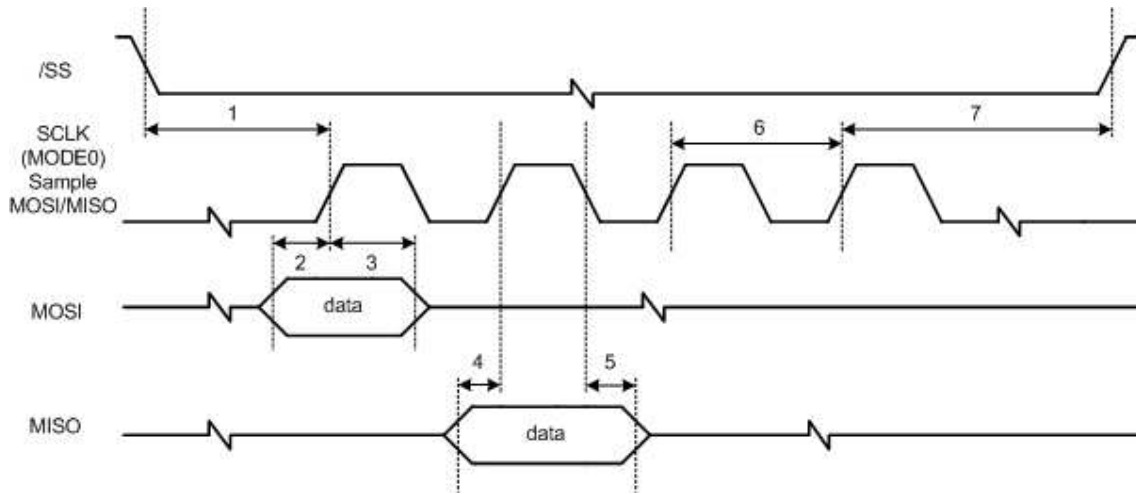 /SS
1
7
6
SCLK
(MODE0)
Sample
MOSI/MISO
2
3
MOSI
data
4
5
MISO
data